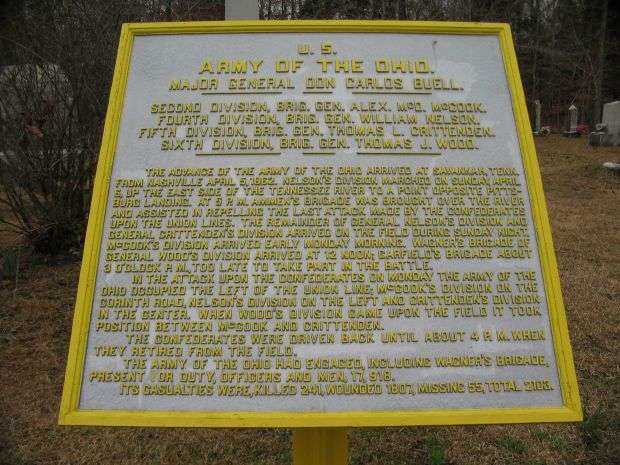 U. S.
ARMY OF THE OHIO.
MAJOR GENERAL DON CARLOS BUELL.
SECOND DIVISION, BRIG. GEN. ALEX. McD. McCOOK.
FOURTH DIVISION, BRIG. GEN. WILLIAM NELSON.
FIFTH DIVISION, BRIG. GEN. THOMAS L. CRITTENDEN.
SIXTH DIVISION, BRIG. GEN. THOMAS J. WOOD.
THE ADVANCE OF THE ARMY OF THE OHIO ARRIVED AT SAVANNAH, TENN.
FROM NASHVILLE APRIL 5, 1862. NELSON'S DIVISION MARCHED ON SUNDAY, APRIL
6, UP THE EAST SIDE OF THE TENNESSEE RIVER TO A POINT OPPOSITE PITTS-
BURG LANDING. AT 5 P. M. AMMEN'S BRIGADE WAS BROUGHT OVER THE RIVER
AND ASSISTED IN REPELLING THE LAST ATTACK MADE BY THE CONFEDERATES
UPON THE UNION LINES. THE REMAINDER OF GENERAL NELSON'S DIVISION AND
GENERAL CRITTENDEN'S DIVISION ARRIVED ON THE FIELD DURING SUNDAY NIGHT.
McCOOK'S DIVISION ARRIVED EARLY MONDAY MORNING. WAGNER'S BRIGADE OF
GENERAL WOOD'S DIVISION ARRIVED AT 12 NOON; GARFIELD'S BRIGADE ABOUT
3 O'CLOCK P. M., TOO LATE TO TAKE PART IN THE BATTLE.
IN THE ATTACK UPON THE CONFEDERATES ON MONDAY THE ARMY OF THE
OHIO OCCUPIED THE LEFT OF THE UNION LINE; McCOOK'S DIVISION ON THE
CORINTH ROAD, NELSON'S DIVISION ON THE LEFT AND CRITTENDEN'S DIVISION
IN THE CENTER. WHEN WOOD'S DIVISION CAME UPON THE FIELD IT TOOK
POSITION BETWEEN McCOOK AND CRITTENDEN.
THE CONFEDERATES WERE DRIVEN BACK UNTIL ABOUT 4 P. M. WHEN
THEY RETIRED FROM THE FIELD.
THE ARMY OF THE OHIO HAD ENGAGED, INCLUDING WAGNER'S BRIGADE,
PRESENT FOR DUTY, OFFICERS AND MEN, 17,918.
ITS CASUALTIES WERE, KILLED 241, WOUNDED 1807, MISSING 55, TOTAL 2103.